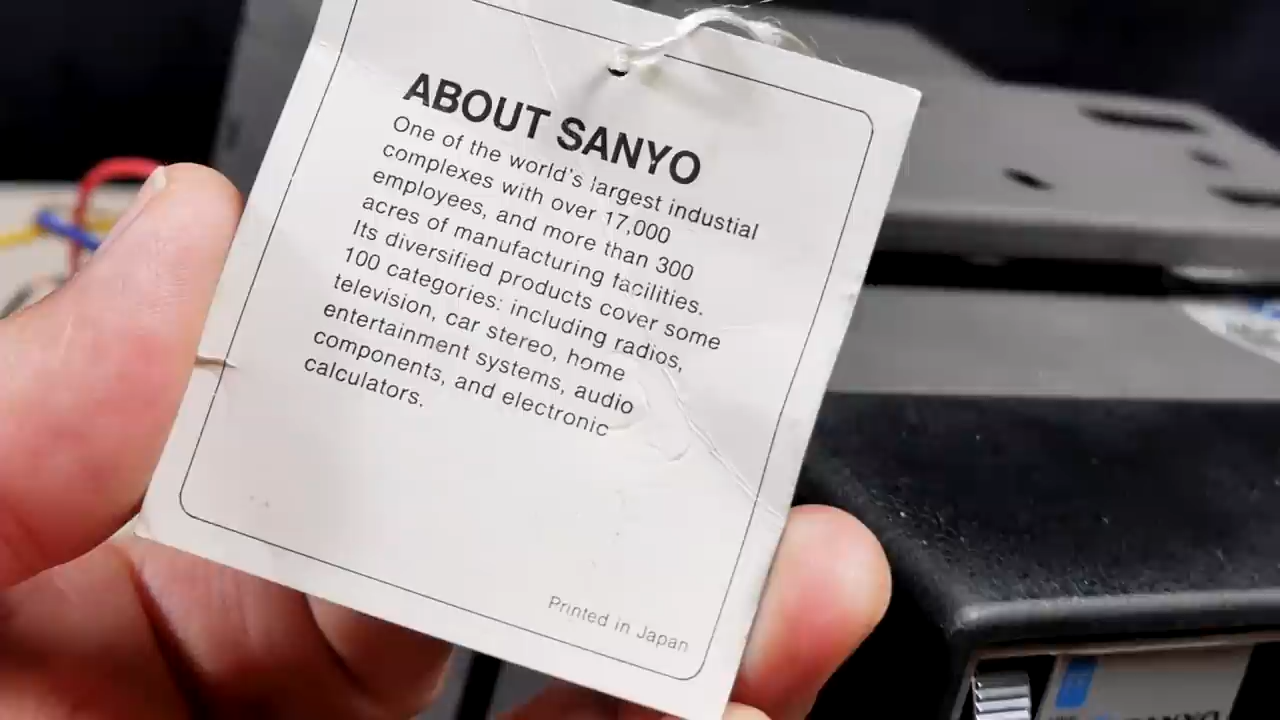 ABOUT SANYO
One of the world's largest industial
complexes with over 17,000
employees, and more than 300
acres of manufacturing facilities.
Its diversified products cover some
100 categories: including radios,
television, car stereo, home
entertainment systems, audio
components, and electronic
calculators.
Printed in Japan